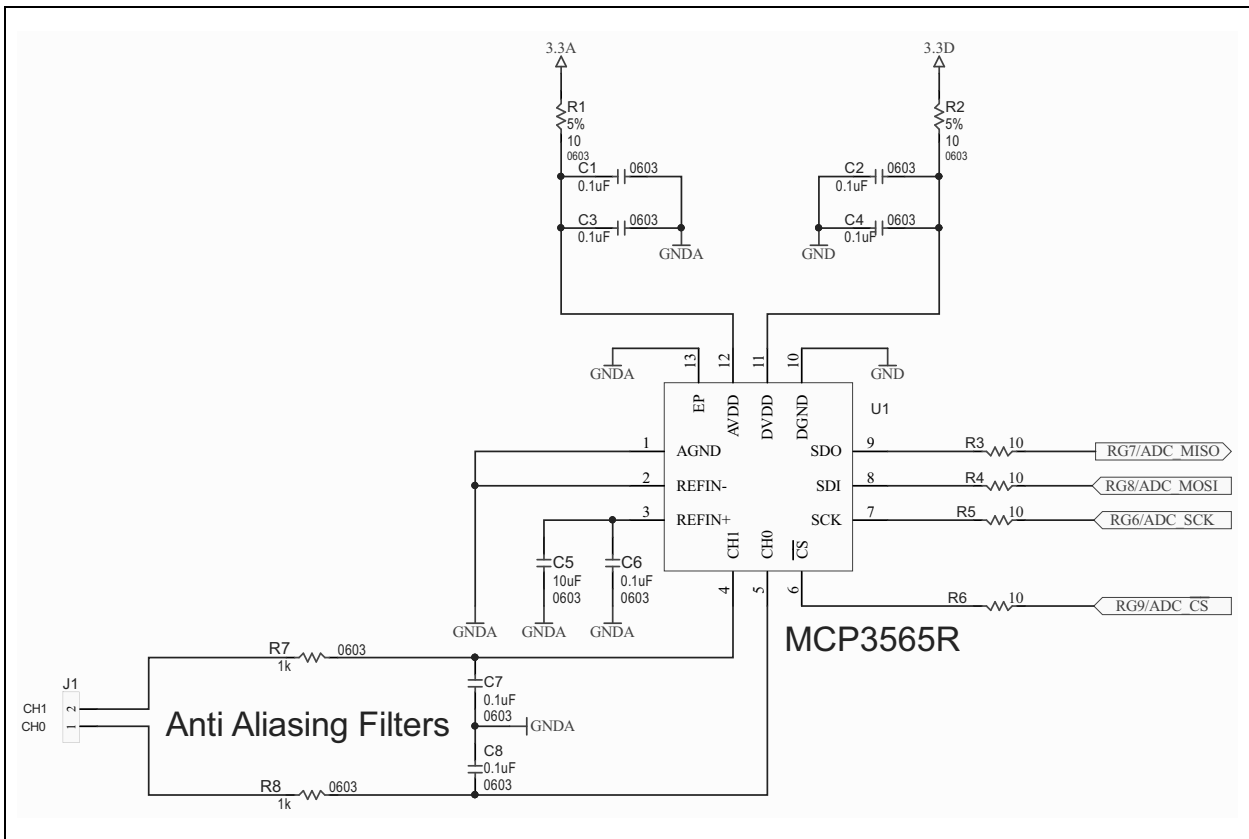 3.3A
3.3D
R1
5%
10
0603
R2
5%
10
0603
C1 0603
0.1uF
C2 0603
0.1uF
C3 0603
0.1uF
GNDA
C4 0603
0.1uF
GND
GNDA
13
12
11
10
GND
EP
AVDD
DVDD
DGND
U1
1 AGND
SDO 9
R3 10
RG7/ADC_MISO
2 REFIN-
SDI 8
R4 10
RG8/ADC_MOSI
3 REFIN+
SCK 7
R5 10
RG6/ADC_SCK
CH1
CH0
CS
4
5
6
C5
10uF
0603
C6
0.1uF
0603
R6 10
RG9/ADC_CS
GNDA
GNDA
GNDA
MCP3565R
R7 0603
1k
J1
CH1 2
CH0 1
Anti Aliasing Filters
C7
0.1uF
0603
GNDA
C8
0.1uF
0603
R8 0603
1k